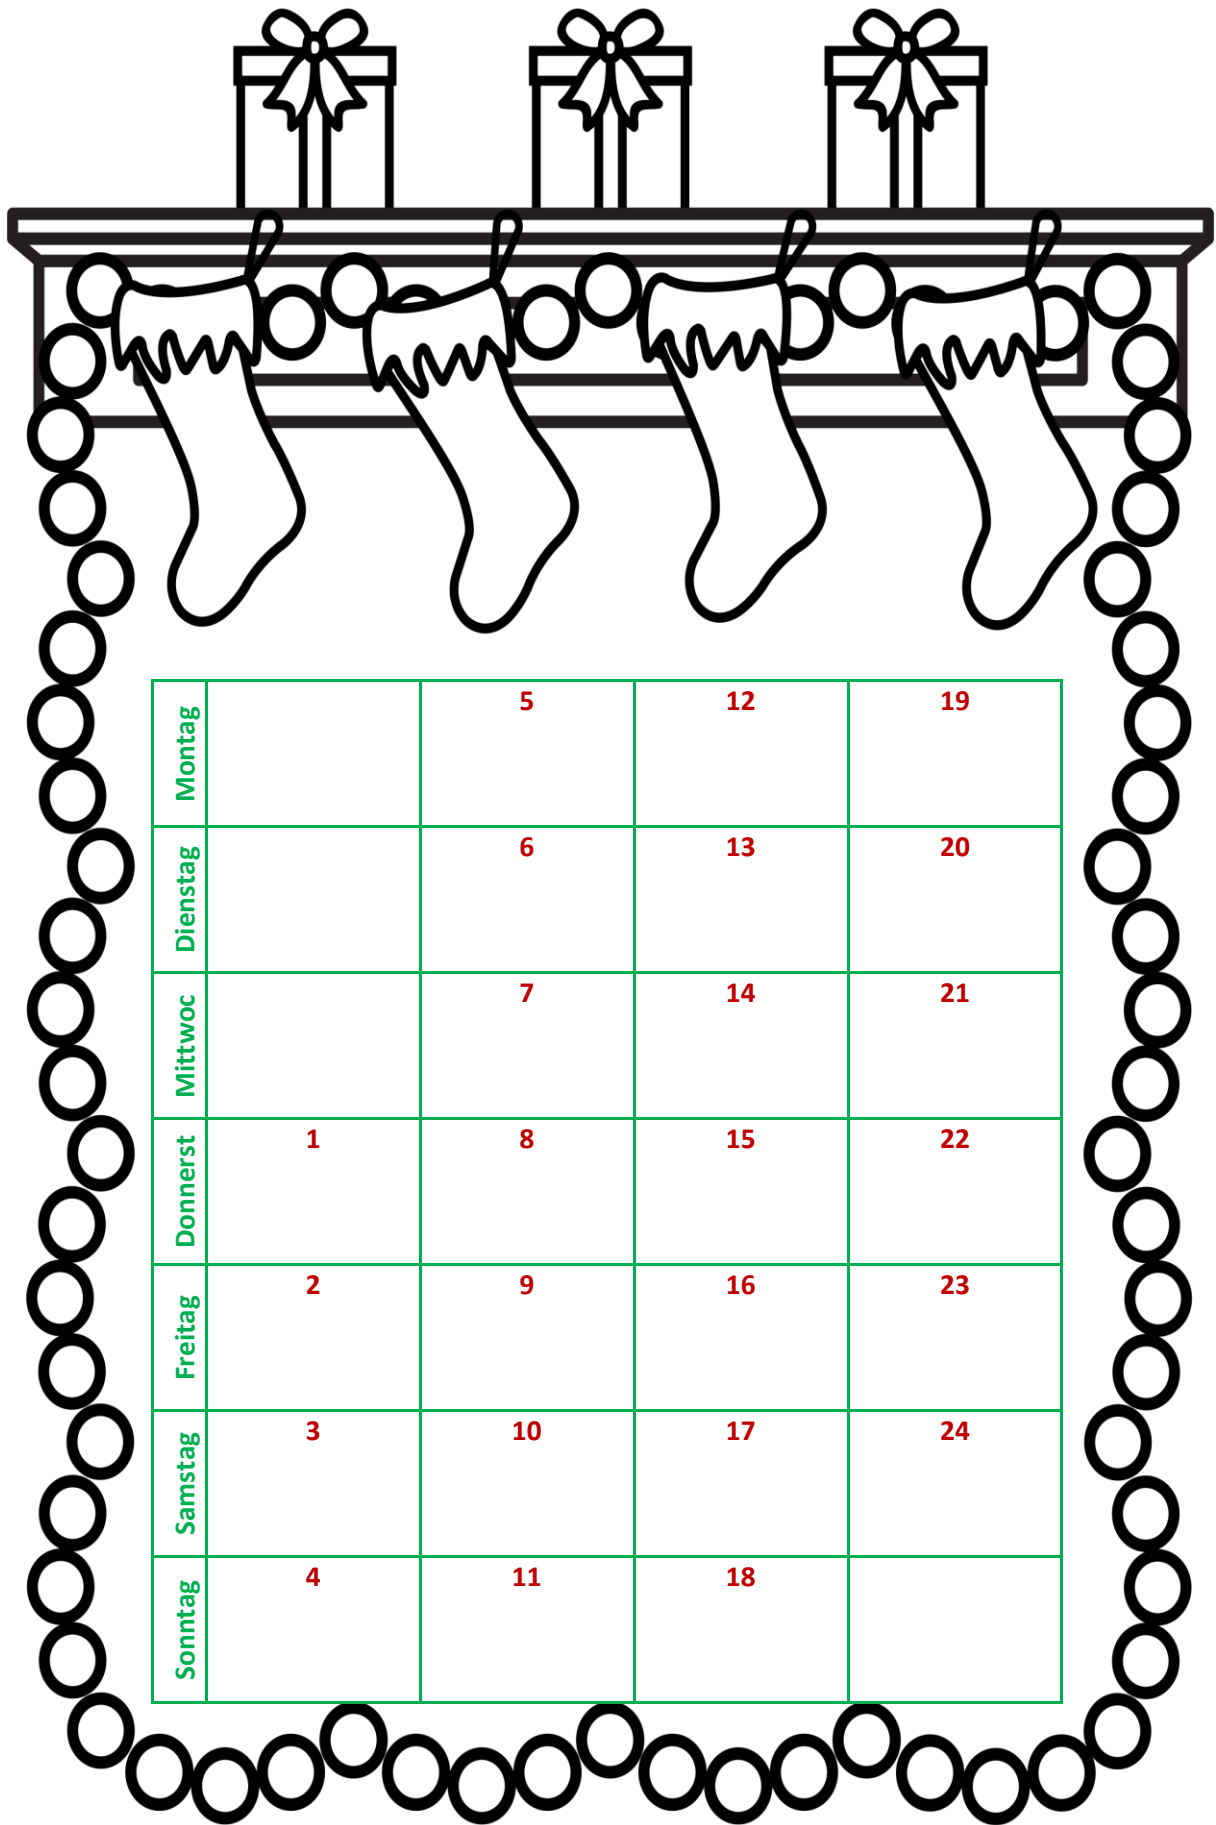 Montag 5 12 19
Dienstag 6 13 20
Mittwoc 7 14 21
Donnerst 1 8 15 22
Freitag 2 9 16 23
Samstag 3 10 17 24
Sonntag 4 11 18